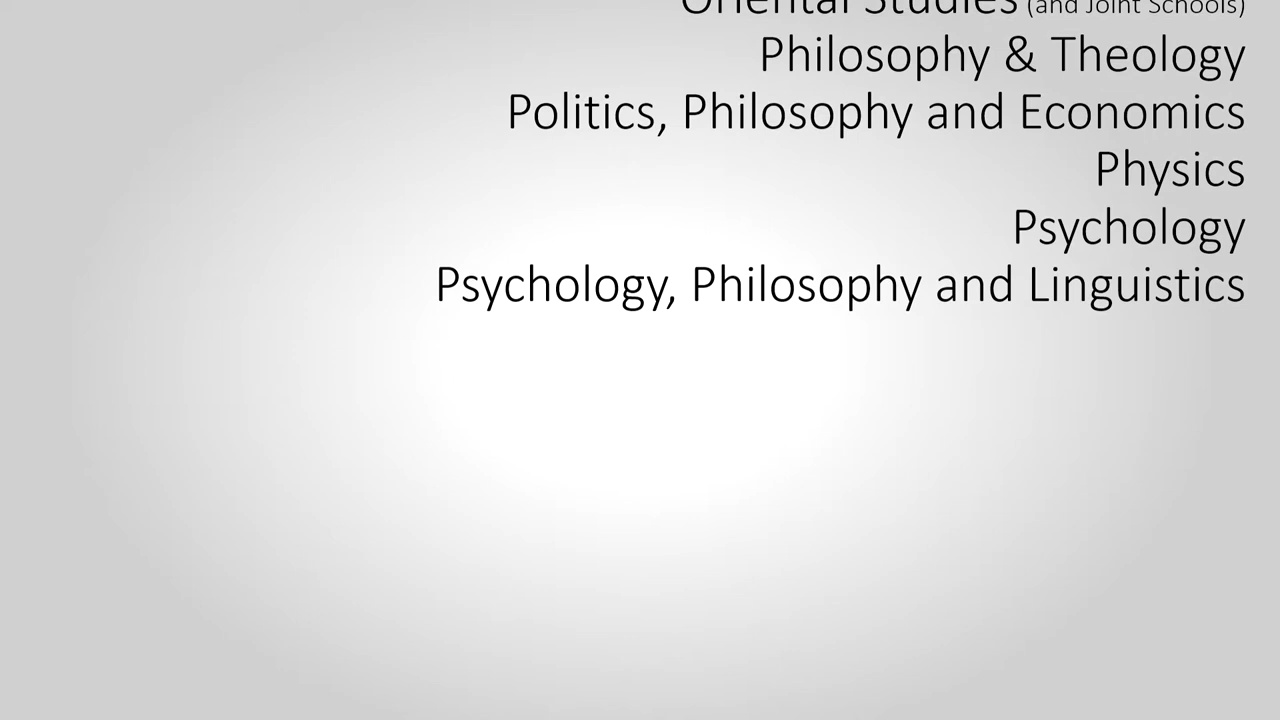 Oriental Studies (and Joint Schools)
Philosophy & Theology
Politics, Philosophy and Economics
Physics
Psychology
Psychology, Philosophy and Linguistics